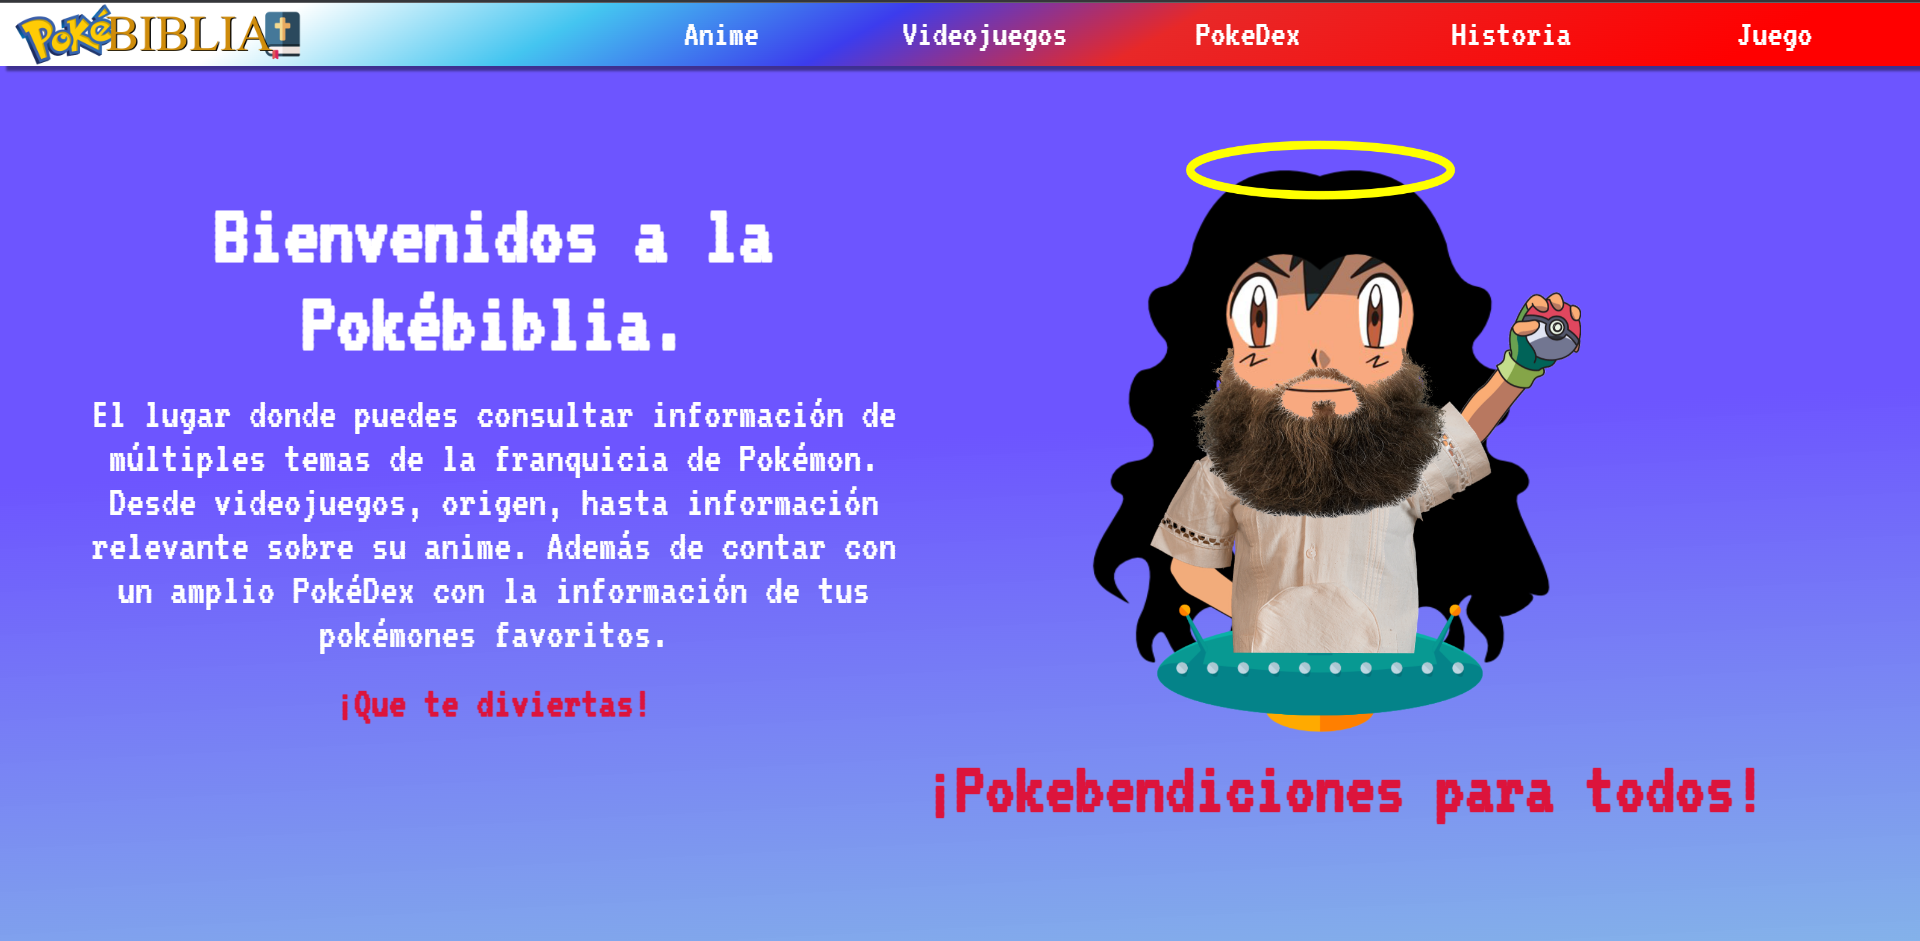 PokéBIBLIA
Anime
Videojuegos
PokeDex
Historia
Juego
Bienvenidos a la
Pokébiblia.
El lugar donde puedes consultar información de
múltiples temas de la franquicia de Pokémon.
Desde videojuegos, origen, hasta información
relevante sobre su anime. Además de contar con
un amplio PokéDex con la información de tus
pokémones favoritos.
¡Que te diviertas!
¡Pokebendiciones para todos!